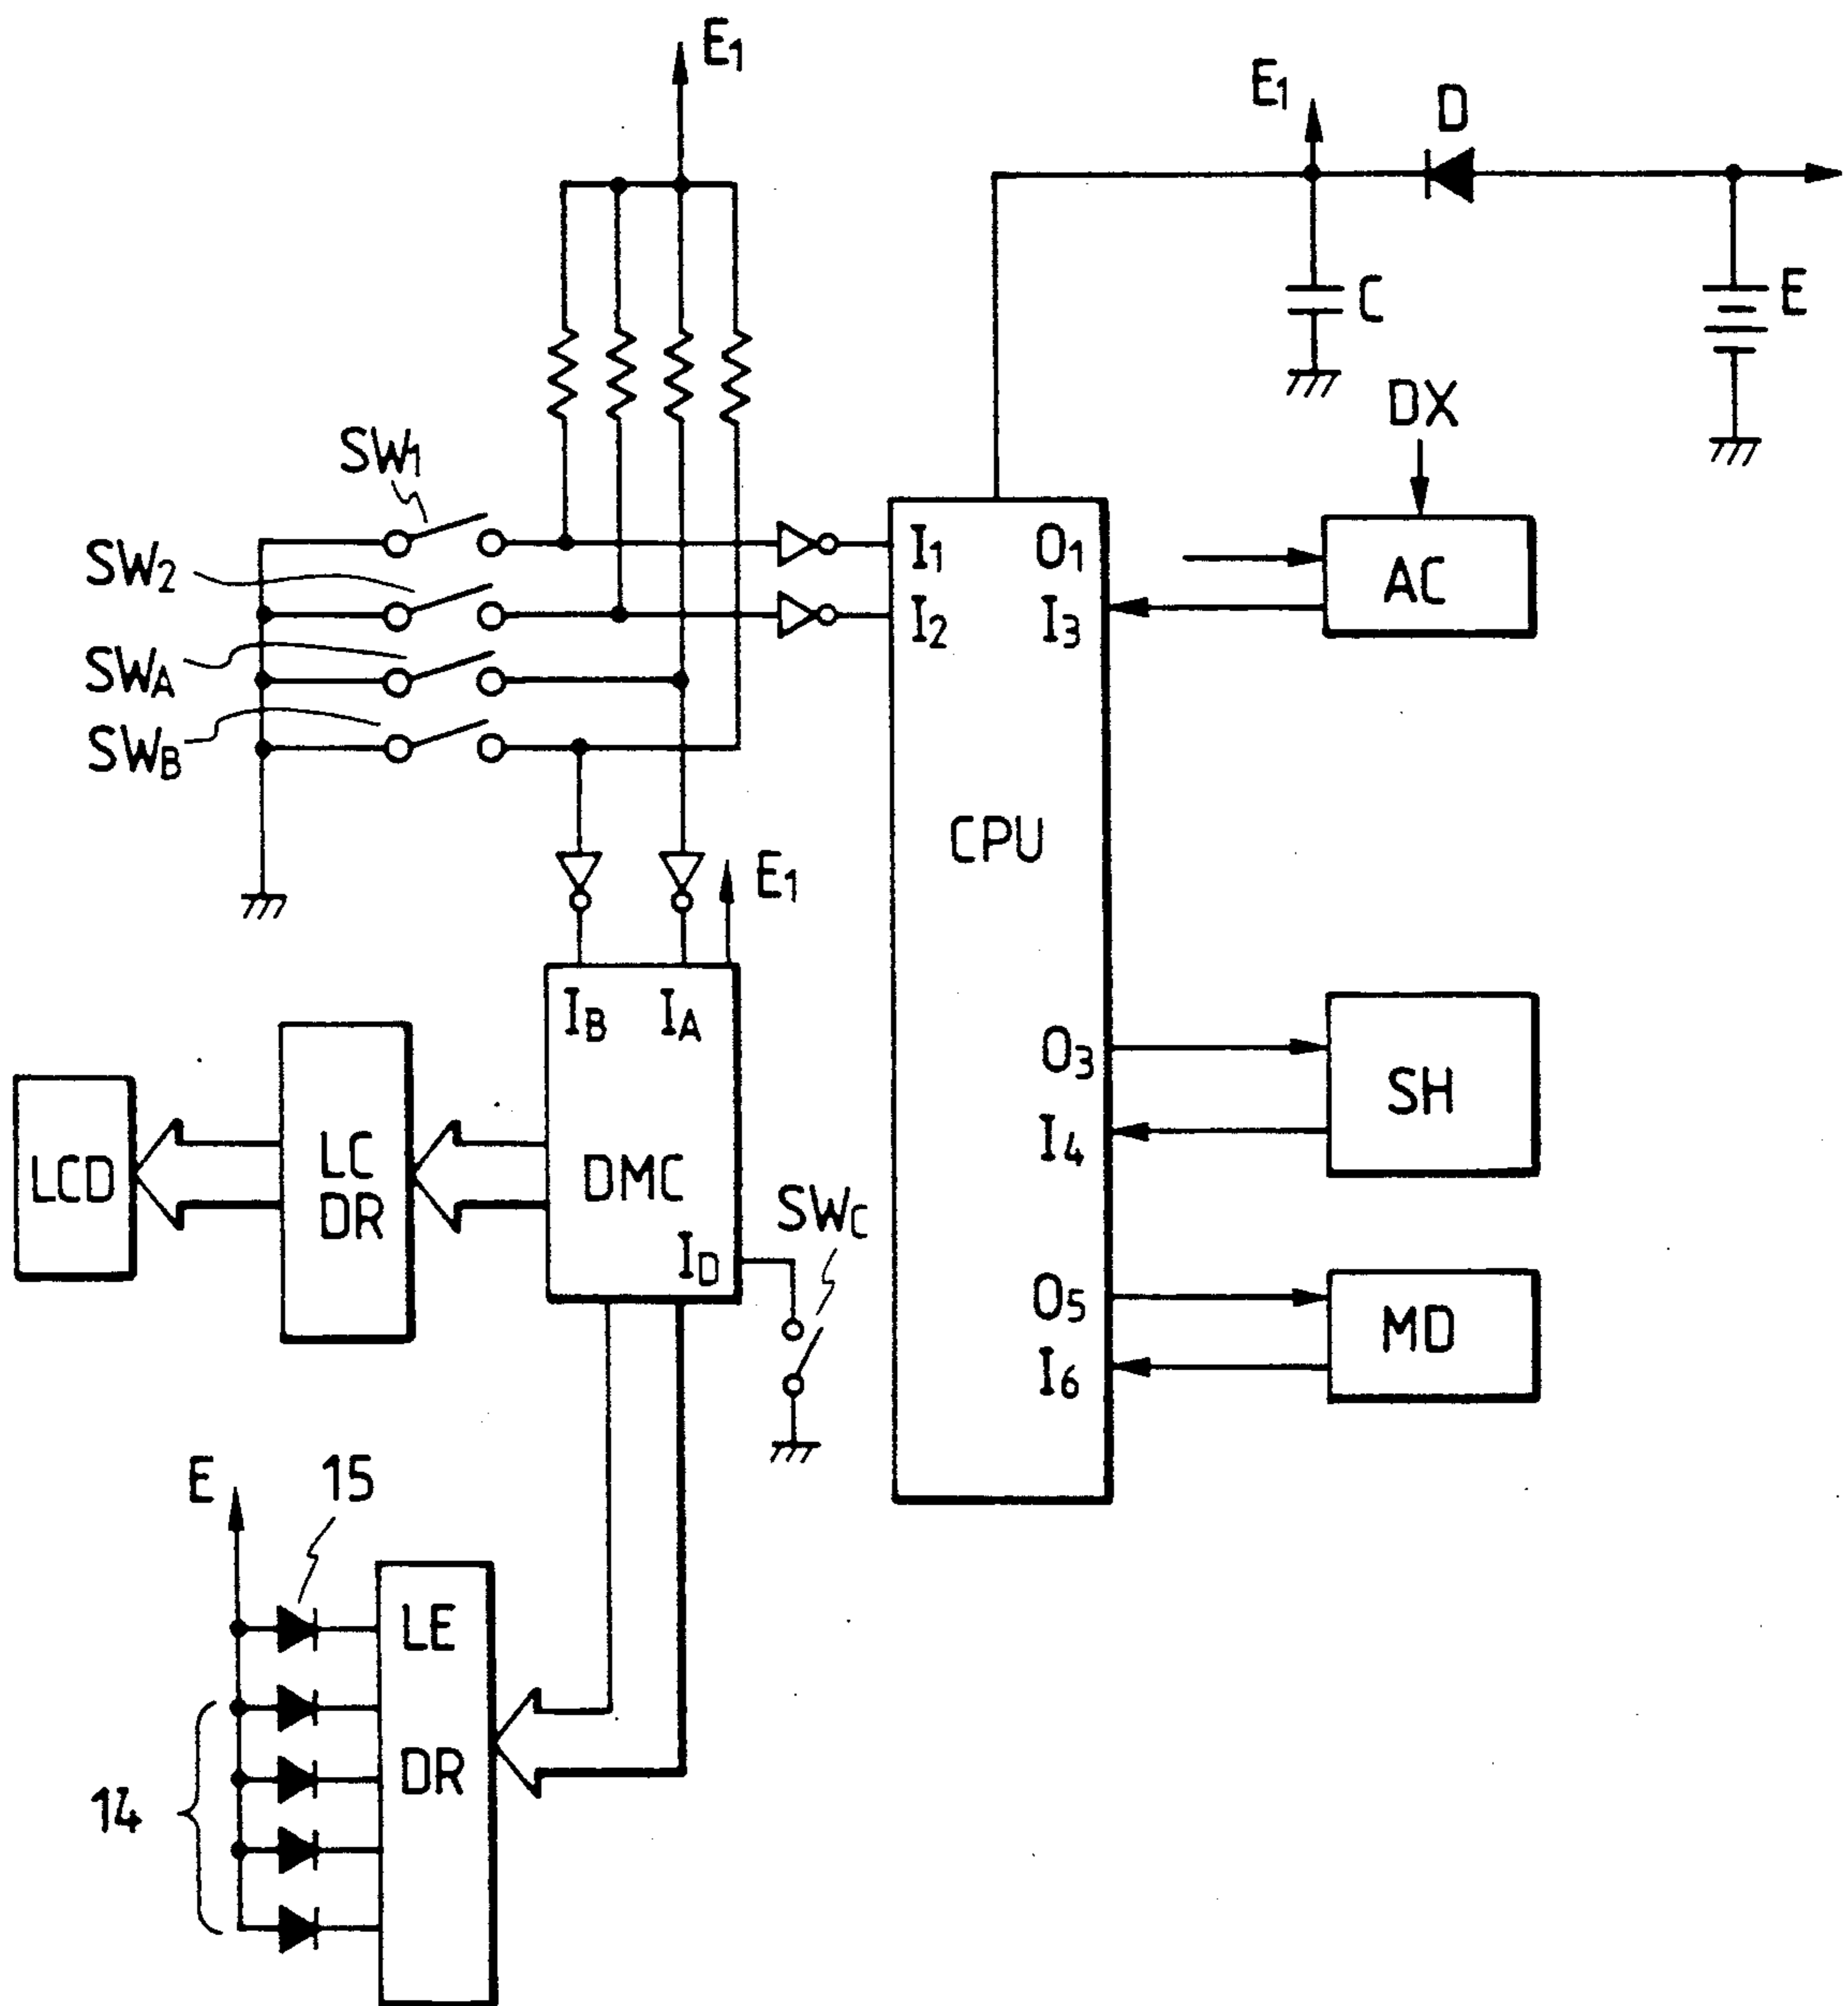 E1
E1
D
C
E
DX
SW1
SW2
SWA
SWB
I1
O1
I2
I3
AC
CPU
E1
IB
IA
O3
SH
I4
LCD
LC
DR
DMC
ID
SWC
O5
MD
I6
E
15
LE
DR
14